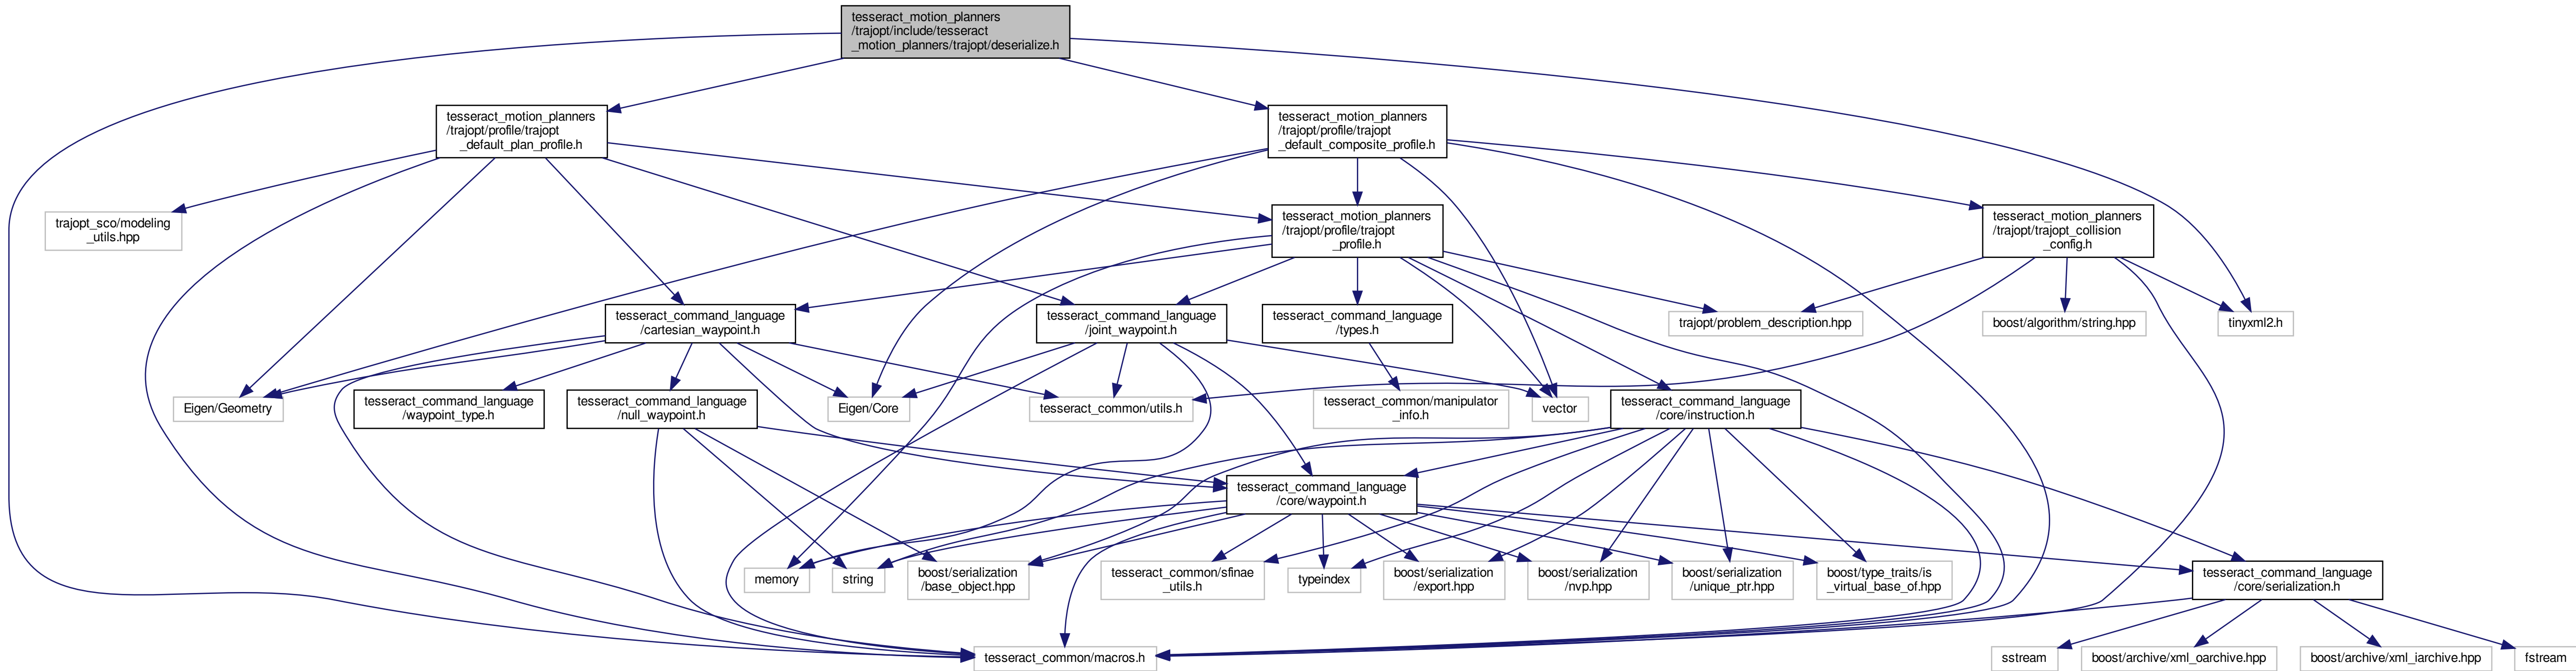 tesseract_motion_planners
/trajopt/include/tesseract
_motion_planners/trajopt/deserialize.h
tesseract_motion_planners
/trajopt/profile/trajopt
_default_plan_profile.h
tesseract_motion_planners
/trajopt/profile/trajopt
_default_composite_profile.h
trajopt_sco/modeling
_utils.hpp
tesseract_motion_planners
/trajopt/profile/trajopt
_profile.h
tesseract_motion_planners
/trajopt/trajopt_collision
_config.h
tesseract_command_language
/cartesian_waypoint.h
tesseract_command_language
/joint_waypoint.h
tesseract_command_language
/types.h
trajopt/problem_description.hpp
boost/algorithm/string.hpp
tinyxml2.h
Eigen/Geometry
tesseract_command_language
/waypoint_type.h
tesseract_command_language
/null_waypoint.h
Eigen/Core
tesseract_common/utils.h
tesseract_common/manipulator
_info.h
vector
tesseract_command_language
/core/instruction.h
tesseract_command_language
/core/waypoint.h
memory
string
boost/serialization
/base_object.hpp
tesseract_common/sfinae
_utils.h
typeindex
boost/serialization
/export.hpp
boost/serialization
/nvp.hpp
boost/serialization
/unique_ptr.hpp
boost/type_traits/is
_virtual_base_of.hpp
tesseract_command_language
/core/serialization.h
tesseract_common/macros.h
sstream
boost/archive/xml_oarchive.hpp
boost/archive/xml_iarchive.hpp
fstream